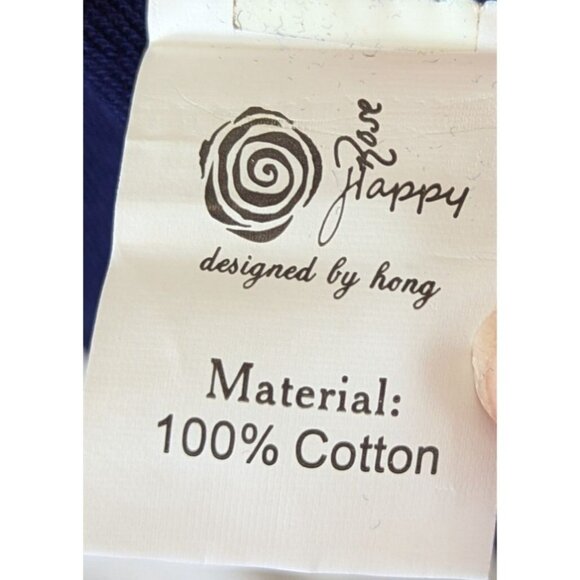 Rose
Happy
designed by hong
Material:
100% Cotton